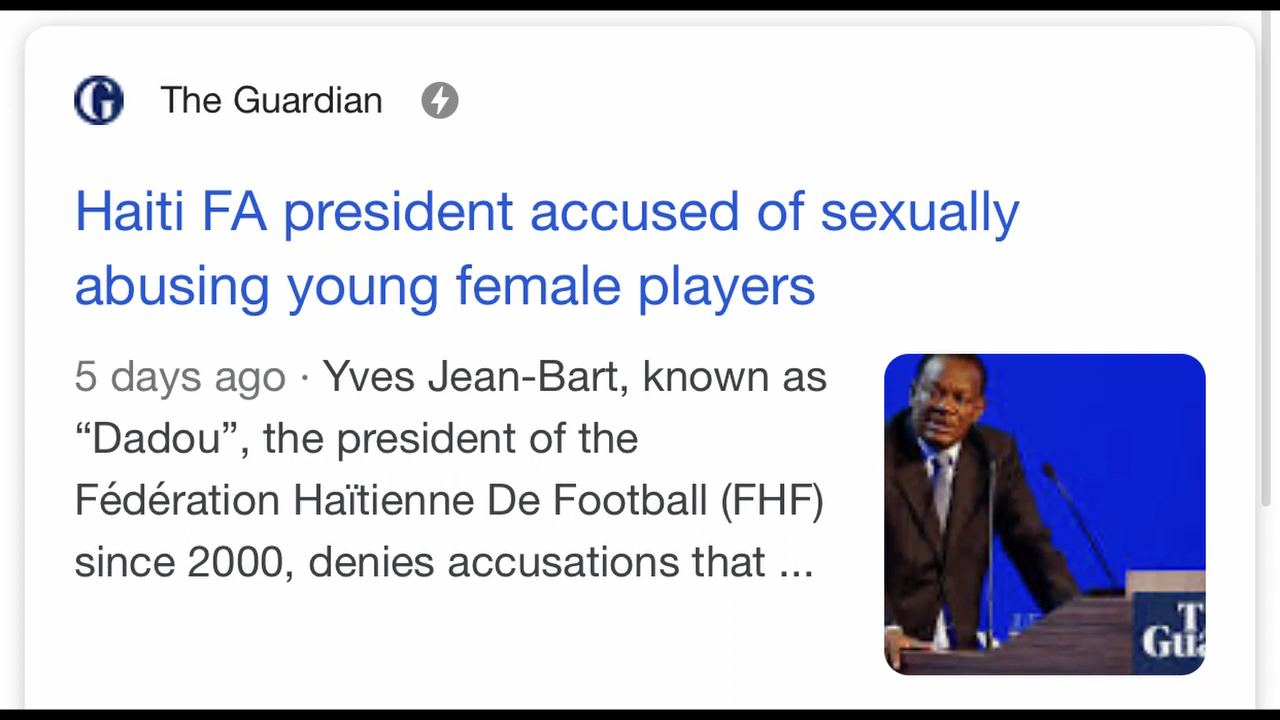 The Guardian
Haiti FA president accused of sexually
abusing young female players
5 days ago · Yves Jean-Bart, known as
“Dadou”, the president of the
Fédération Haïtienne De Football (FHF)
since 2000, denies accusations that ...